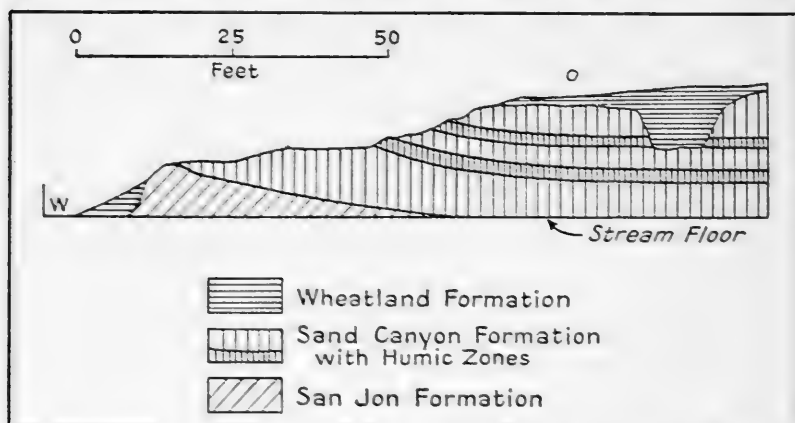 0 25 50
Feet
O
W
Stream Floor
Wheatland Formation
Sand Canyon Formation
with Humic Zones
San Jon Formation